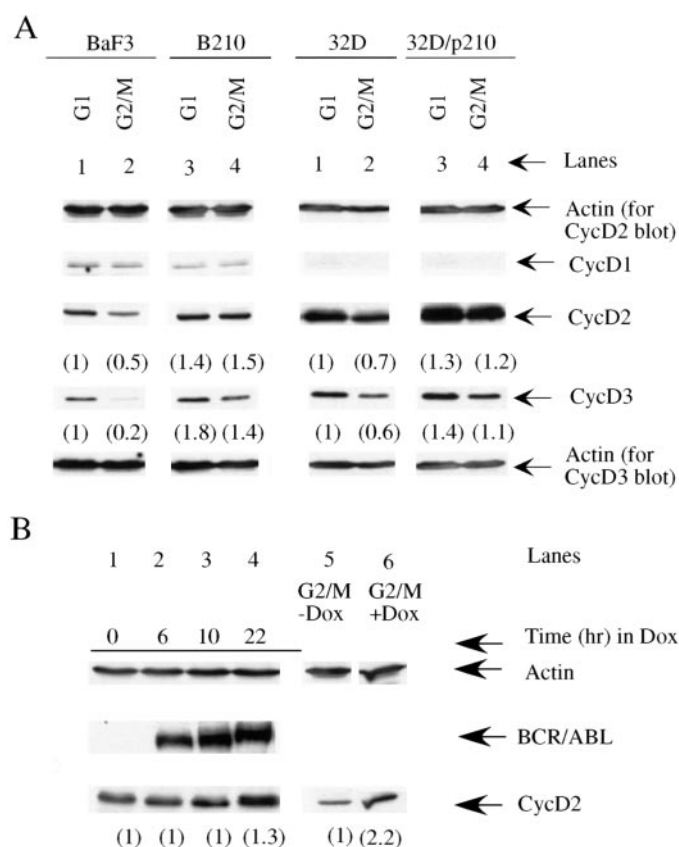 A
BaF3 B210 32D 32D/p210
G1 G2/M G1 G2/M G1 G2/M G1 G2/M
1 2 3 4 1 2 3 4 Lanes
Actin (for
CycD2 blot)
CycD1
CycD2
(1) (0.5) (1.4) (1.5) (1) (0.7) (1.3) (1.2)
CycD3
(1) (0.2) (1.8) (1.4) (1) (0.6) (1.4) (1.1)
Actin (for
CycD3 blot)
B
1 2 3 4 5 6 Lanes
G2/M G2/M
-Dox +Dox
0 6 10 22 Time (hr) in Dox
Actin
BCR/ABL
CycD2
(1) (1) (1) (1.3) (1) (2.2)